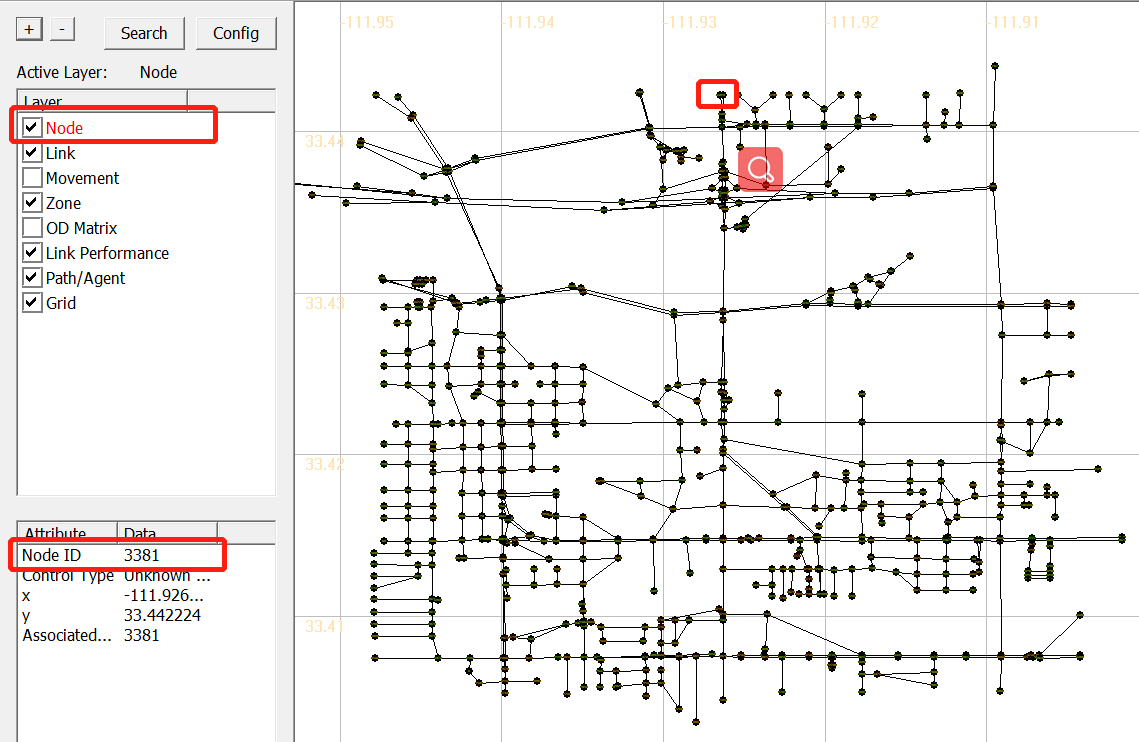 + - Search Config
Active Layer: Node
Layer
Node
Link
Movement
Zone
OD Matrix
Link Performance
Path/Agent
Grid
Attribute Data
Node ID 3381
Control Type Unknown ...
x -111.926...
y 33.442224
Associated... 3381
-111.95 -111.94 -111.93 -111.92 -111.91
33.44
33.43
33.42
33.41